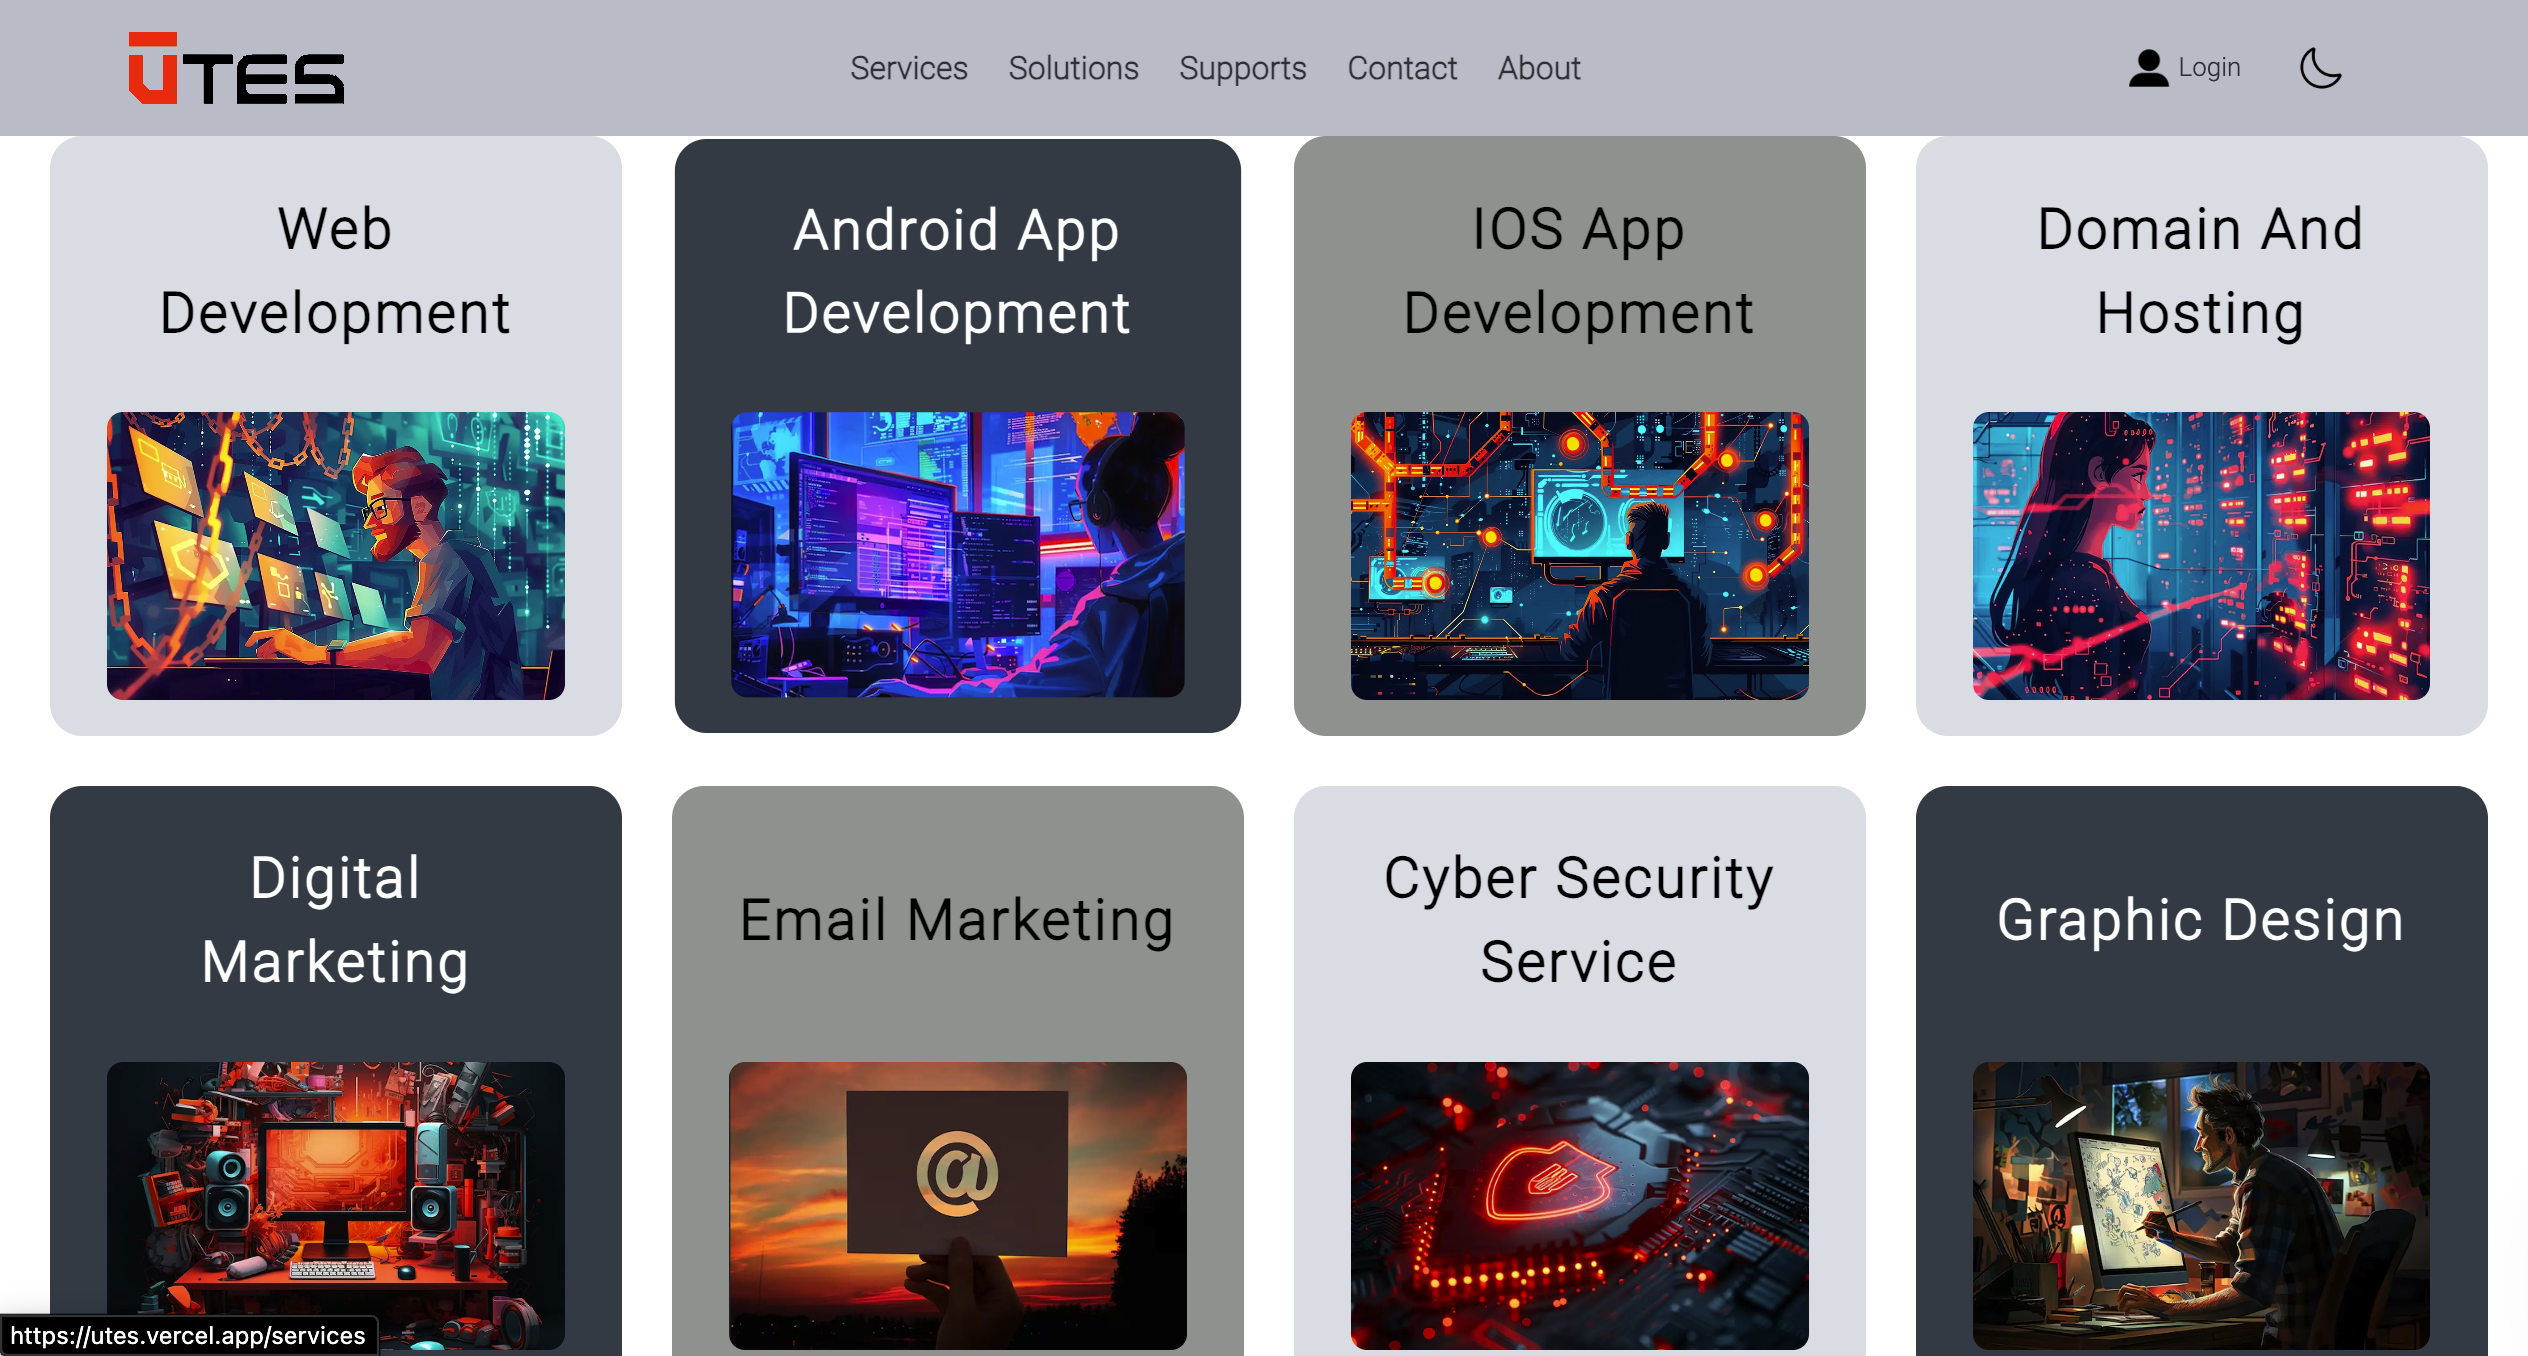 UTES
Services Solutions Supports Contact About
Login
Web
Development
Android App
Development
IOS App
Development
Domain And
Hosting
Digital
Marketing
Email Marketing
Cyber Security
Service
Graphic Design
@
https://utes.vercel.app/services